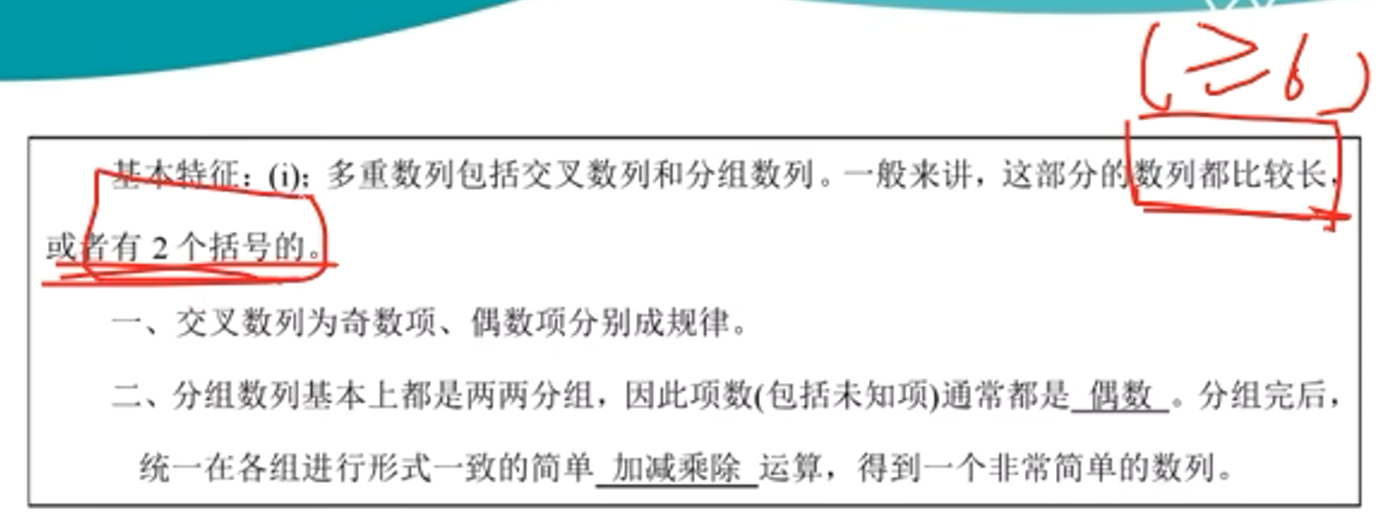 (≥6)
基本特征：(i)：多重数列包括交叉数列和分组数列。一般来讲，这部分的数列都比较长，
或者有 2 个括号的。
一、交叉数列为奇数项、偶数项分别成规律。
二、分组数列基本上都是两两分组，因此项数(包括未知项)通常都是 偶数 。分组完后，
统一在各组进行形式一致的简单 加减乘除 运算，得到一个非常简单的数列。